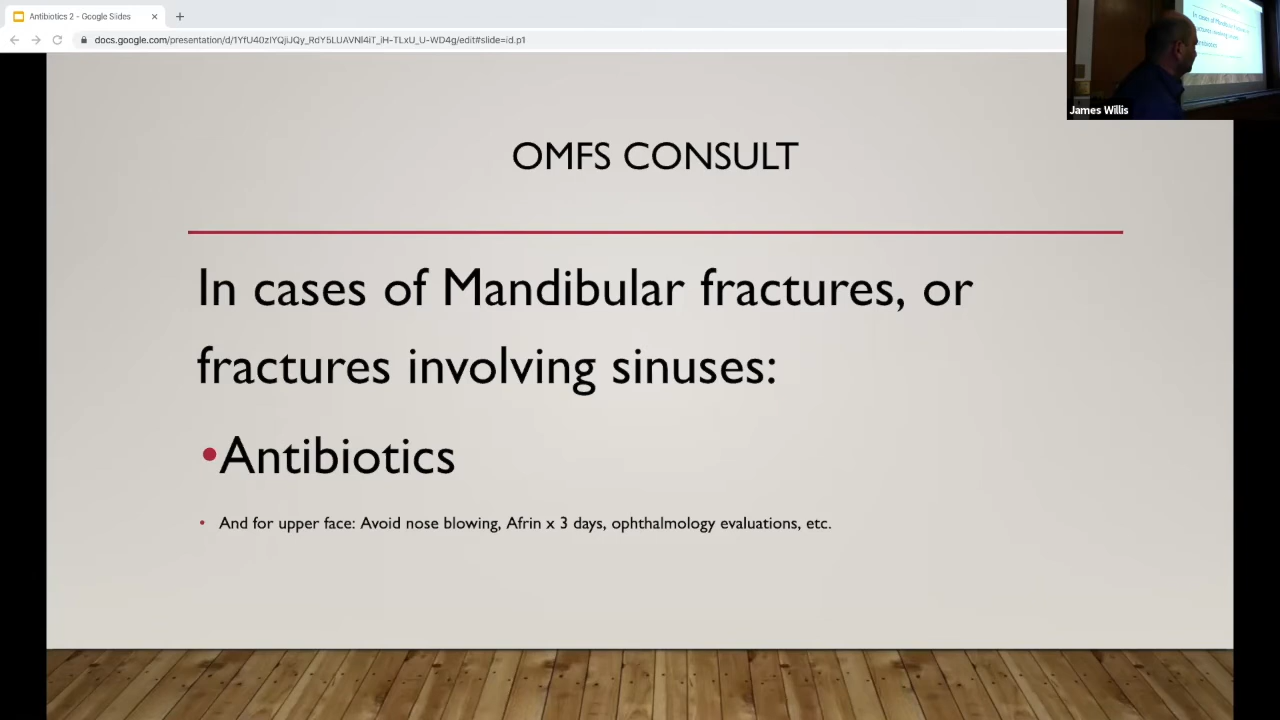 Antibiotics 2 - Google Slides
docs.google.com/presentation/d/1YfU40zIYQjiJQy_RdY5LUAVNl4iT_iH-TLxU_U-WD4g/edit#slide=id.p1
James Willis
OMFS CONSULT
In cases of Mandibular fractures, or
fractures involving sinuses:
•Antibiotics
• And for upper face: Avoid nose blowing, Afrin x 3 days, ophthalmology evaluations, etc.